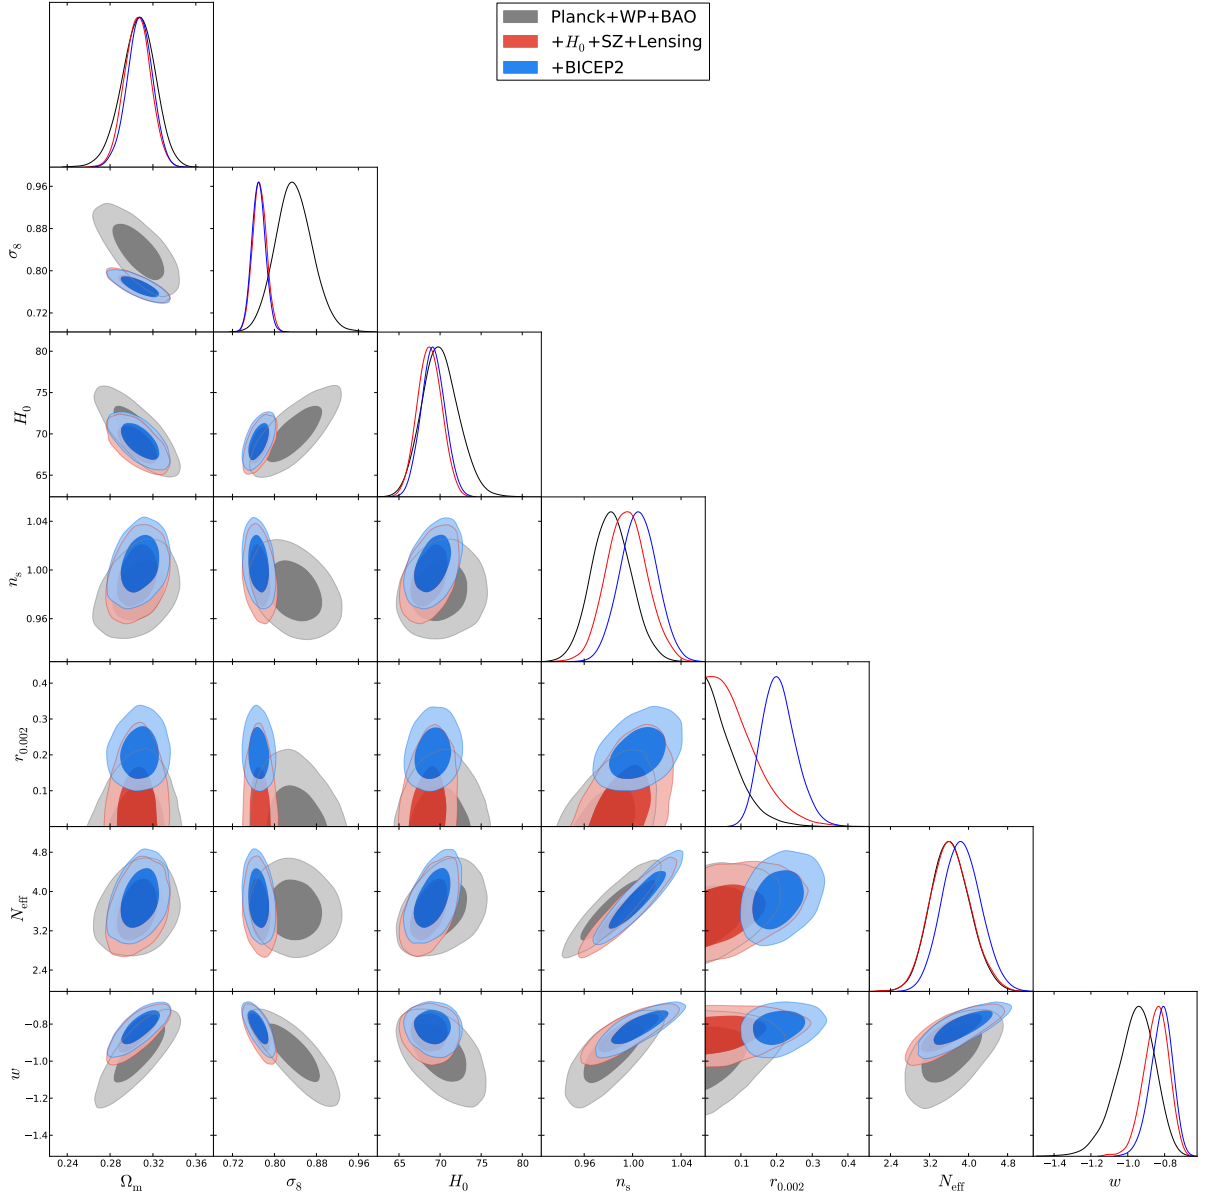 Planck+WP+BAO
+H₀+SZ+Lensing
+BICEP2
σ₈
0.96
0.88
0.80
0.72
H₀
80
75
70
65
nₛ
1.04
1.00
0.96
r₀.₀₀₂
0.4
0.3
0.2
0.1
N_eff
4.8
4.0
3.2
2.4
w
−0.8
−1.0
−1.2
−1.4
0.24 0.28 0.32 0.36 0.72 0.80 0.88 0.96 65 70 75 80 0.96 1.00 1.04 0.1 0.2 0.3 0.4 2.4 3.2 4.0 4.8 −1.4 −1.2 −1.0 −0.8
Ωₘ σ₈ H₀ nₛ r₀.₀₀₂ N_eff w